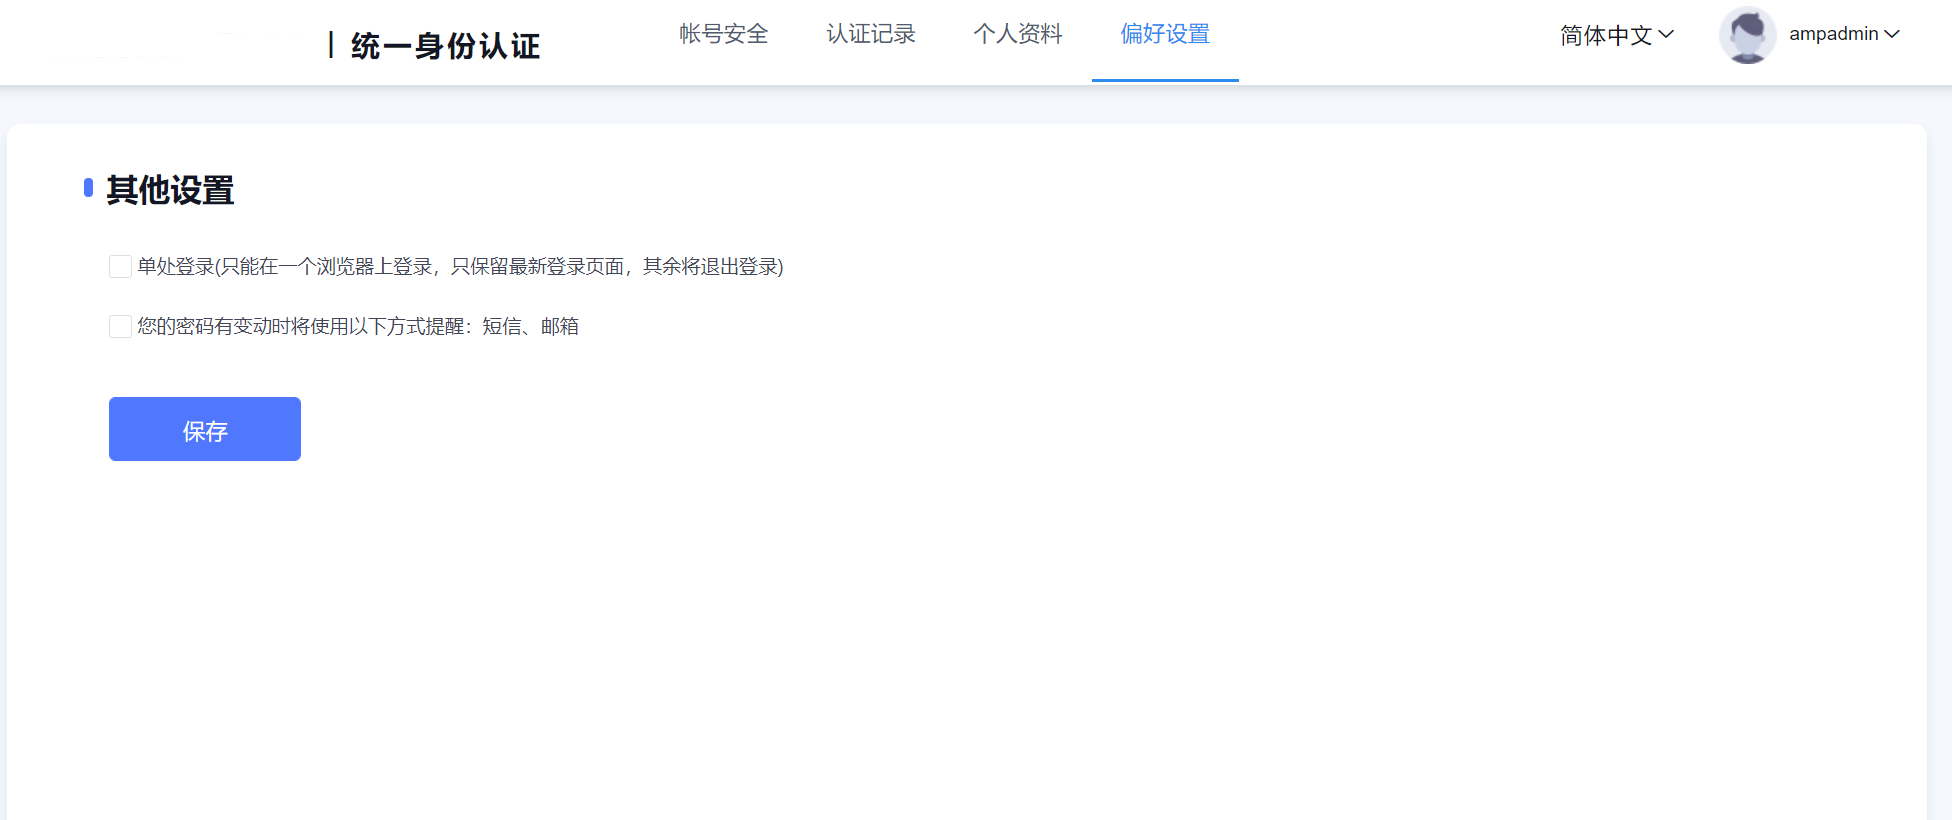 | 统一身份认证
帐号安全 认证记录 个人资料 偏好设置 简体中文 ampadmin
其他设置
单处登录(只能在一个浏览器上登录，只保留最新登录页面，其余将退出登录)
您的密码有变动时将使用以下方式提醒：短信、邮箱
保存